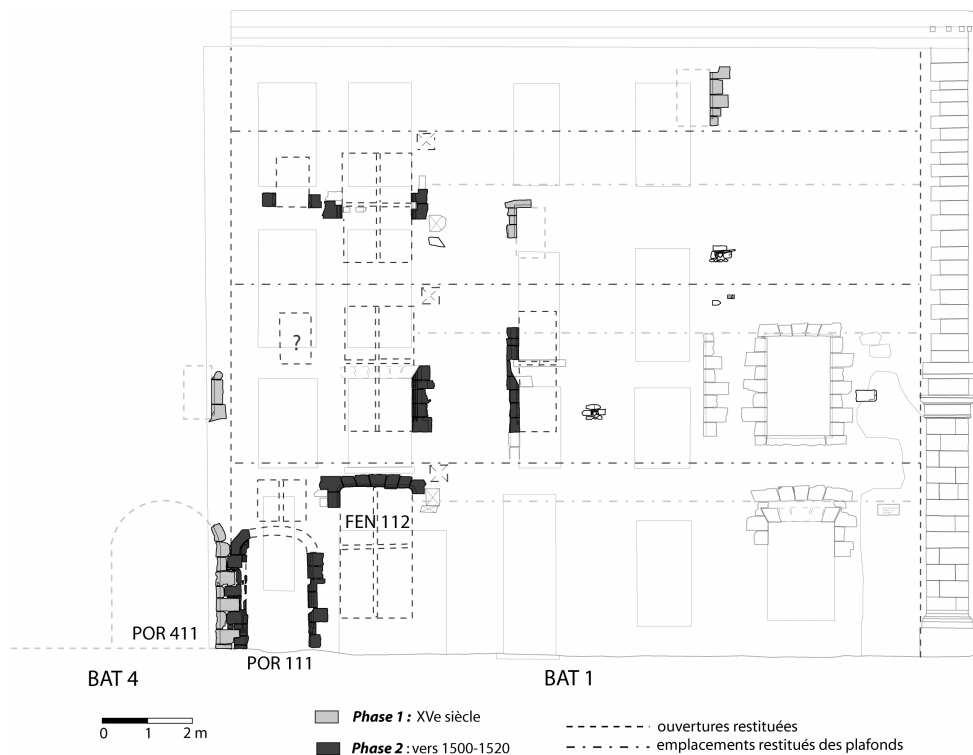 ?
FEN 112
POR 411
POR 111
BAT 4
BAT 1
0 1 2 m
Phase 1 : XVe siècle
Phase 2 : vers 1500-1520
ouvertures restituées
emplacements restitués des plafonds